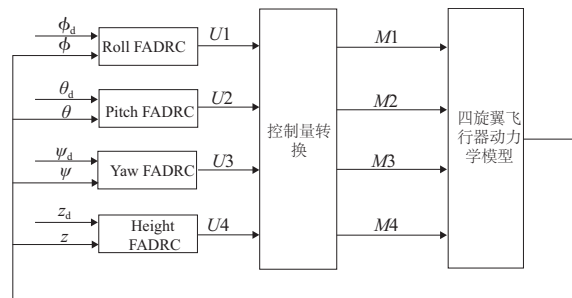 ϕd
ϕ
Roll FADRC
U1
M1
θd
θ
Pitch FADRC
U2
M2
控制量转
换
四旋翼飞
行器动力
学模型
ψd
ψ
Yaw FADRC
U3
M3
zd
z
Height
FADRC
U4
M4